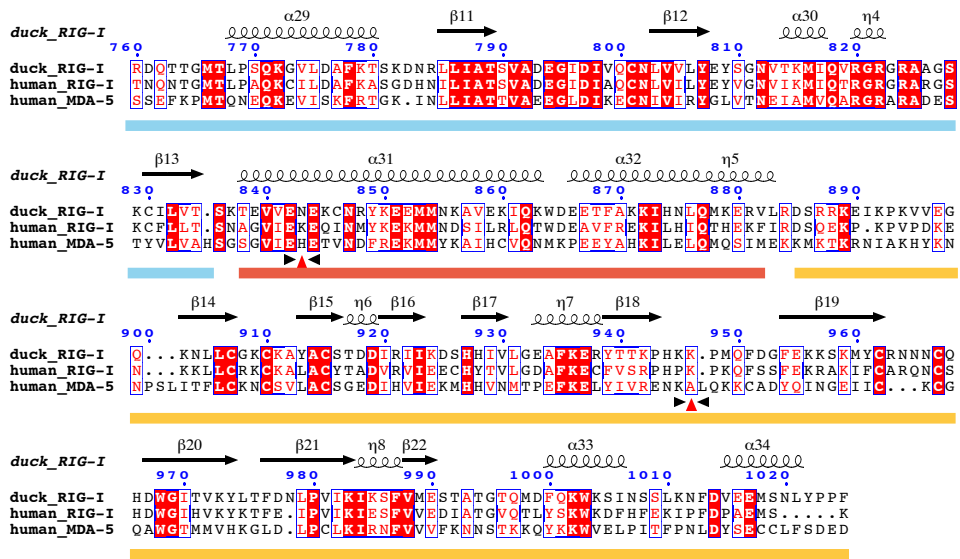 α29 β11 β12 α30 η4
duck_RIG-I
760 770 780 790 800 810 820
duck_RIG-I RDQTTGMTLPSQKGVLDAFKTSKDNRLLIATSVADEGIDIVQCNLVVLYEYSGNVTKMIQVRGRGRAAGS
human_RIG-I TNQNTGMTLPAQKCILDAFKASGDHNILIATSVADEGIDIAQCNLVILYEYVGNVIKMIQTRGRGRARGS
human_MDA-5 SSEFKPMTQNEQKEVISKFRTGK.INLLIATTVAEEGLDIKECNIVIRYGLVTNEIAMVQARGRARADES
β13 α31 α32 η5
duck_RIG-I
830 840 850 860 870 880 890
duck_RIG-I KCILVT.SKTEVVENEKCNRYKEEMMNKAVEKIQKWDEETFAKKIHNLQMKERVLRDSRRKEIKPKVVEG
human_RIG-I KCFLLT.SNAGVIEKEQINMYKEKMMNDSILRLQTWDEAVFREKILHIQTHEKFIRDSQEKP.KPVPDKE
human_MDA-5 TYVLVAHSGSGVIEHETVNDFREKMMYKAIHCVQNMKPEEYAHKILELQMQSIMEKKMKTKRNIAKHYKN
β14 β15 η6 β16 β17 η7 β18 β19
duck_RIG-I
900 910 920 930 940 950 960
duck_RIG-I Q...KNLLCGKCKAYACSTDDIRIIKDSHHIVLGEAFKERYTTKPHKK.PMQFDGFEKKSKMYCRNNNCQ
human_RIG-I N...KKLLCRKCKALACYTADVRVIEECHYTVLGDAFKECFVSRPHPK.PKQFSSFEKRAKIFCARQNCS
human_MDA-5 NPSLITFLCKNCSVLACSGEDIHVIEKMHHVNMTPEFKELYIVRENKALQKKCADYQINGEIIC...KCG
β20 β21 η8 β22 α33 α34
duck_RIG-I
970 980 990 1000 1010 1020
duck_RIG-I HDWGITVKYLTFDNLPVIKIKSFVMESTATGTQMDFQKWKSINSSLKNFDVEEMSNLYPPF
human_RIG-I HDWGIHVKYKTFE.IPVIKIESFVVEDIATGVQTLYSKWKDFHFEKIPFDPAEMS.....K
human_MDA-5 QAWGTMMVHKGLD.LPCLKIRNFVVVFKNNSTKKQYKKWVELPITFPNLDYSECCLFSDED